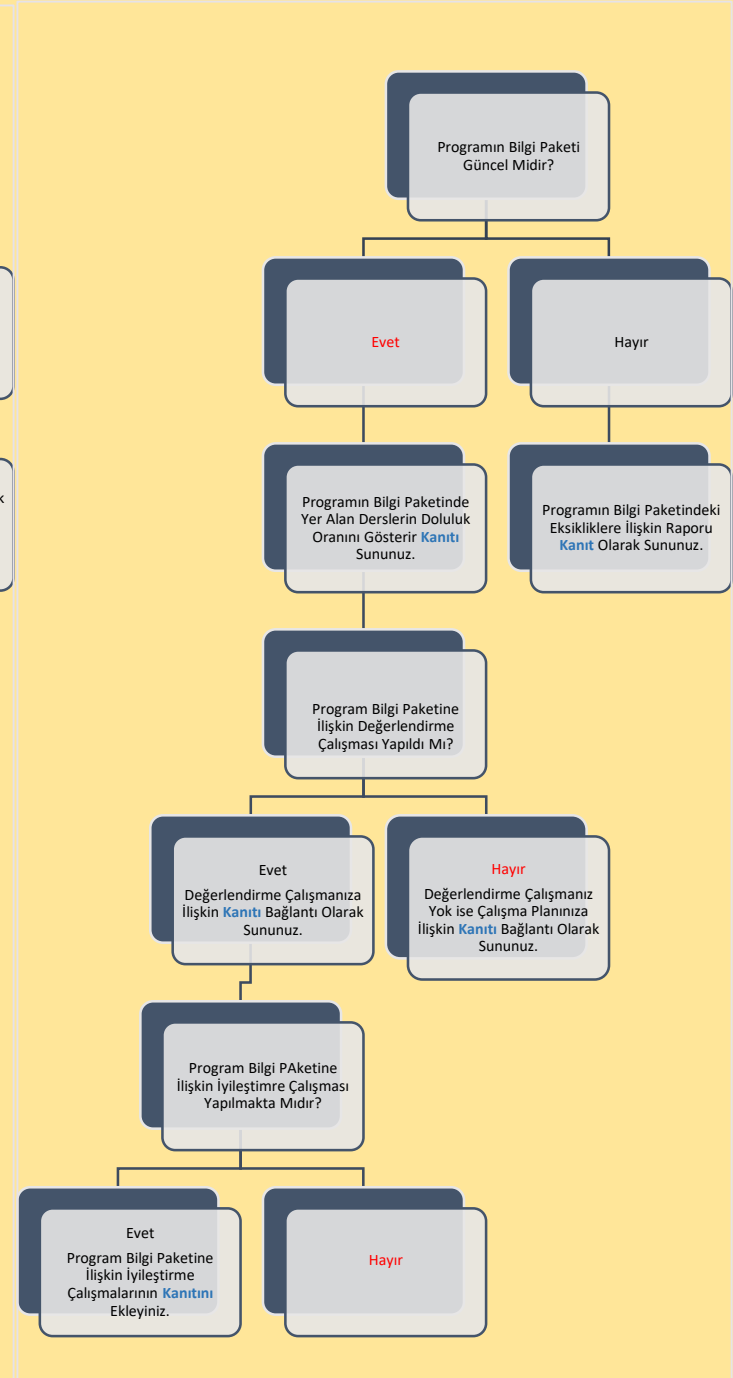 Programın Bilgi Paketi
Güncel Midir?
Evet
Hayır
k
Programın Bilgi Paketinde
Yer Alan Derslerin Doluluk
Oranını Gösterir Kanıtı
Sununuz.
Programın Bilgi Paketindeki
Eksikliklere İlişkin Raporu
Kanıt Olarak Sununuz.
Program Bilgi Paketine
İlişkin Değerlendirme
Çalışması Yapıldı Mı?
Evet
Değerlendirme Çalışmanıza
İlişkin Kanıtı Bağlantı Olarak
Sununuz.
Hayır
Değerlendirme Çalışmanız
Yok ise Çalışma Planınıza
İlişkin Kanıtı Bağlantı Olarak
Sununuz.
Program Bilgi PAketine
İlişkin İyileştimre Çalışması
Yapılmakta Mıdır?
Evet
Program Bilgi Paketine
İlişkin İyileştirme
Çalışmalarının Kanıtını
Ekleyiniz.
Hayır